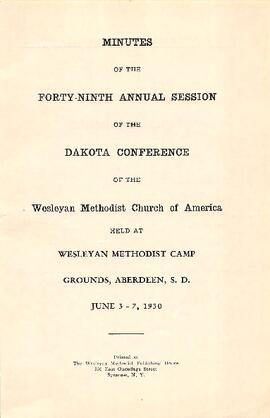 MINUTES
OF THE
FORTY-NINTH ANNUAL SESSION
OF THE
DAKOTA CONFERENCE
OF THE
Wesleyan Methodist Church of America
HELD AT
WESLEYAN METHODIST CAMP
GROUNDS, ABERDEEN, S. D.
JUNE 3 - 7, 1930
Printed at
The Wesleyan Methodist Publishing House
East Onondaga Street
Syracuse, N. Y.